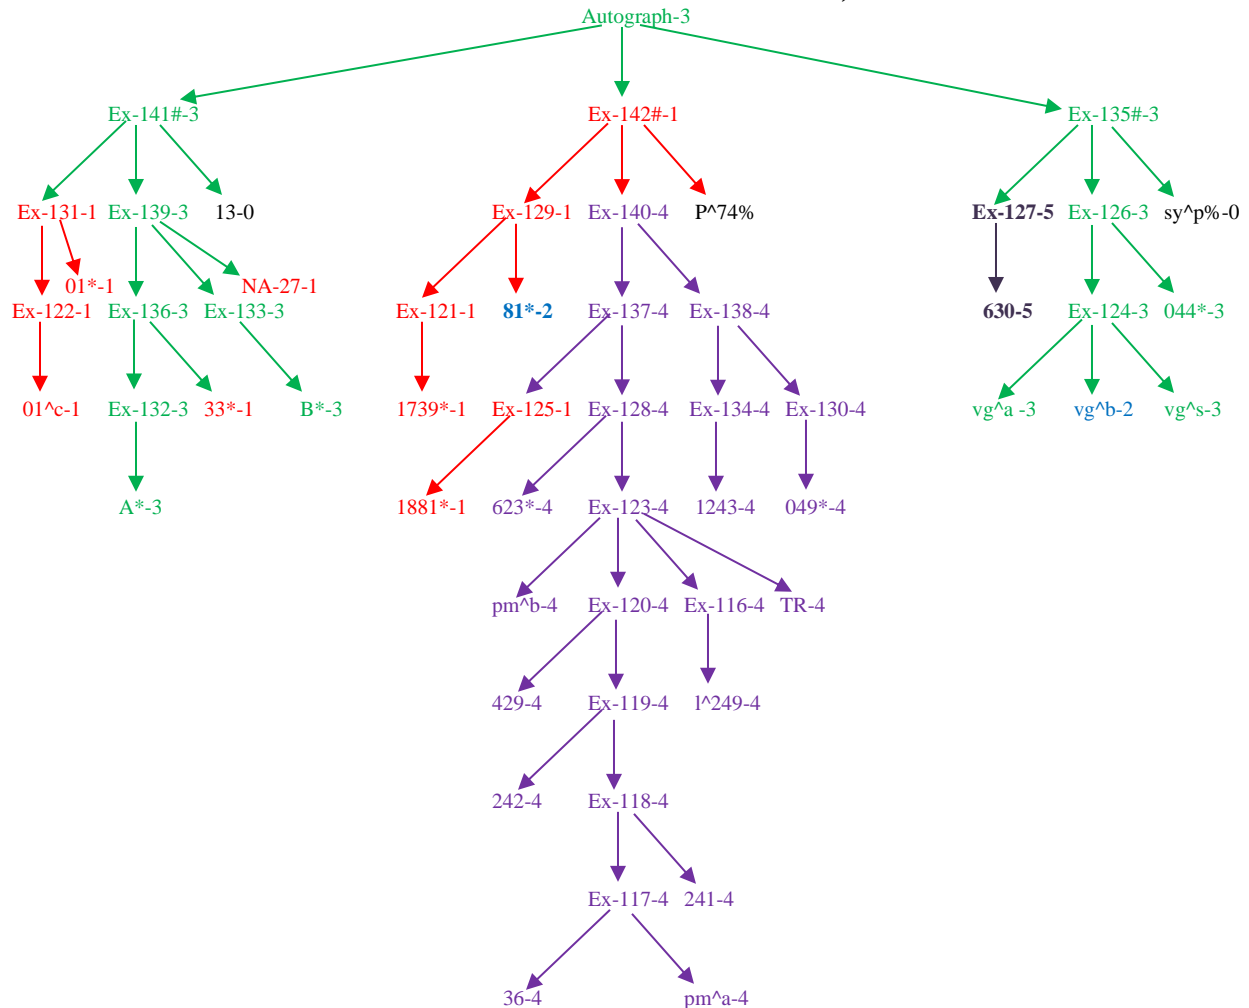 Autograph-3
Ex-141#-3 Ex-142#-1 Ex-135#-3
Ex-131-1 Ex-139-3 13-0 Ex-129-1 Ex-140-4 P^74% Ex-127-5 Ex-126-3 sy^p%-0
01*-1 NA-27-1
Ex-122-1 Ex-136-3 Ex-133-3 Ex-121-1 81*-2 Ex-137-4 Ex-138-4 630-5 Ex-124-3 044*-3
01^c-1 Ex-132-3 33*-1 B*-3 1739*-1 Ex-125-1 Ex-128-4 Ex-134-4 Ex-130-4 vg^a -3 vg^b-2 vg^s-3
A*-3 1881*-1 623*-4 Ex-123-4 1243-4 049*-4
pm^b-4 Ex-120-4 Ex-116-4 TR-4
429-4 Ex-119-4 l^249-4
242-4 Ex-118-4
Ex-117-4 241-4
36-4 pm^a-4